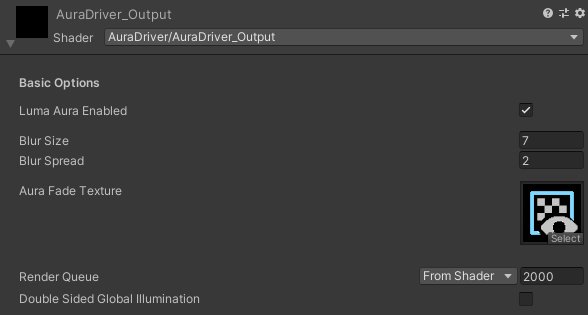 AuraDriver_Output
Shader AuraDriver/AuraDriver_Output
Basic Options
Luma Aura Enabled
Blur Size 7
Blur Spread 2
Aura Fade Texture
Select
Render Queue From Shader 2000
Double Sided Global Illumination